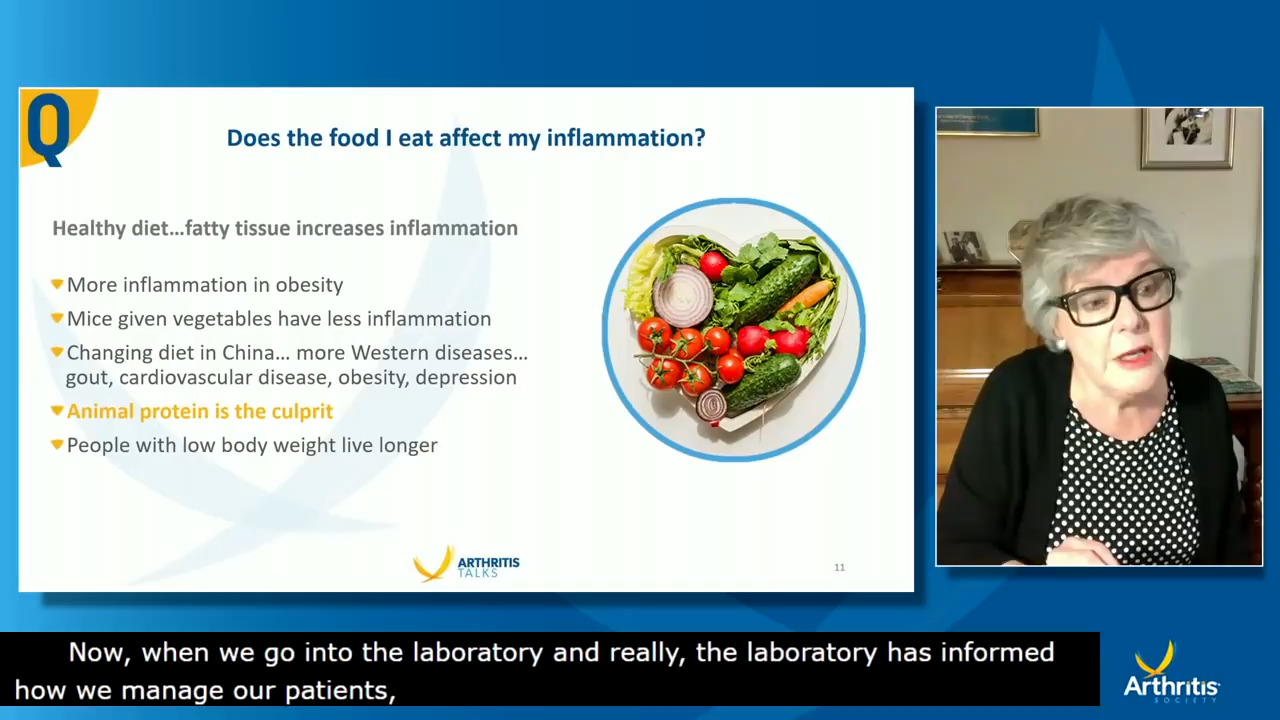 Q
Does the food I eat affect my inflammation?
Healthy diet…fatty tissue increases inflammation
More inflammation in obesity
Mice given vegetables have less inflammation
Changing diet in China… more Western diseases…
gout, cardiovascular disease, obesity, depression
Animal protein is the culprit
People with low body weight live longer
ARTHRITIS
TALKS
11
Now, when we go into the laboratory and really, the laboratory has informed
how we manage our patients,
Arthritis
SOCIETY